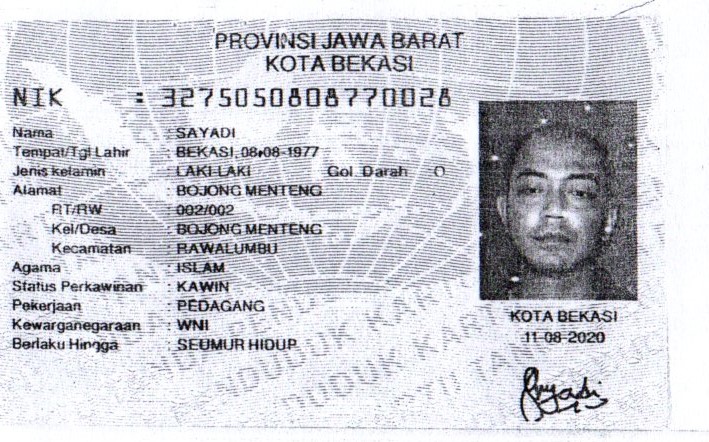 PROVINSI JAWA BARAT
KOTA BEKASI
NIK : 3275050808770028
Nama : SAYADI
Tempat/Tgl Lahir : BEKASI, 08-08-1977
Jenis kelamin : LAKI-LAKI Gol. Darah O
Alamat : BOJONG MENTENG
RT/RW : 002/002
Kel/Desa : BOJONG MENTENG
Kecamatan : RAWALUMBU
Agama : ISLAM
Status Perkawinan : KAWIN
Pekerjaan : PEDAGANG
Kewarganegaraan : WNI
Berlaku Hingga : SEUMUR HIDUP
KOTA BEKASI
11-08-2020